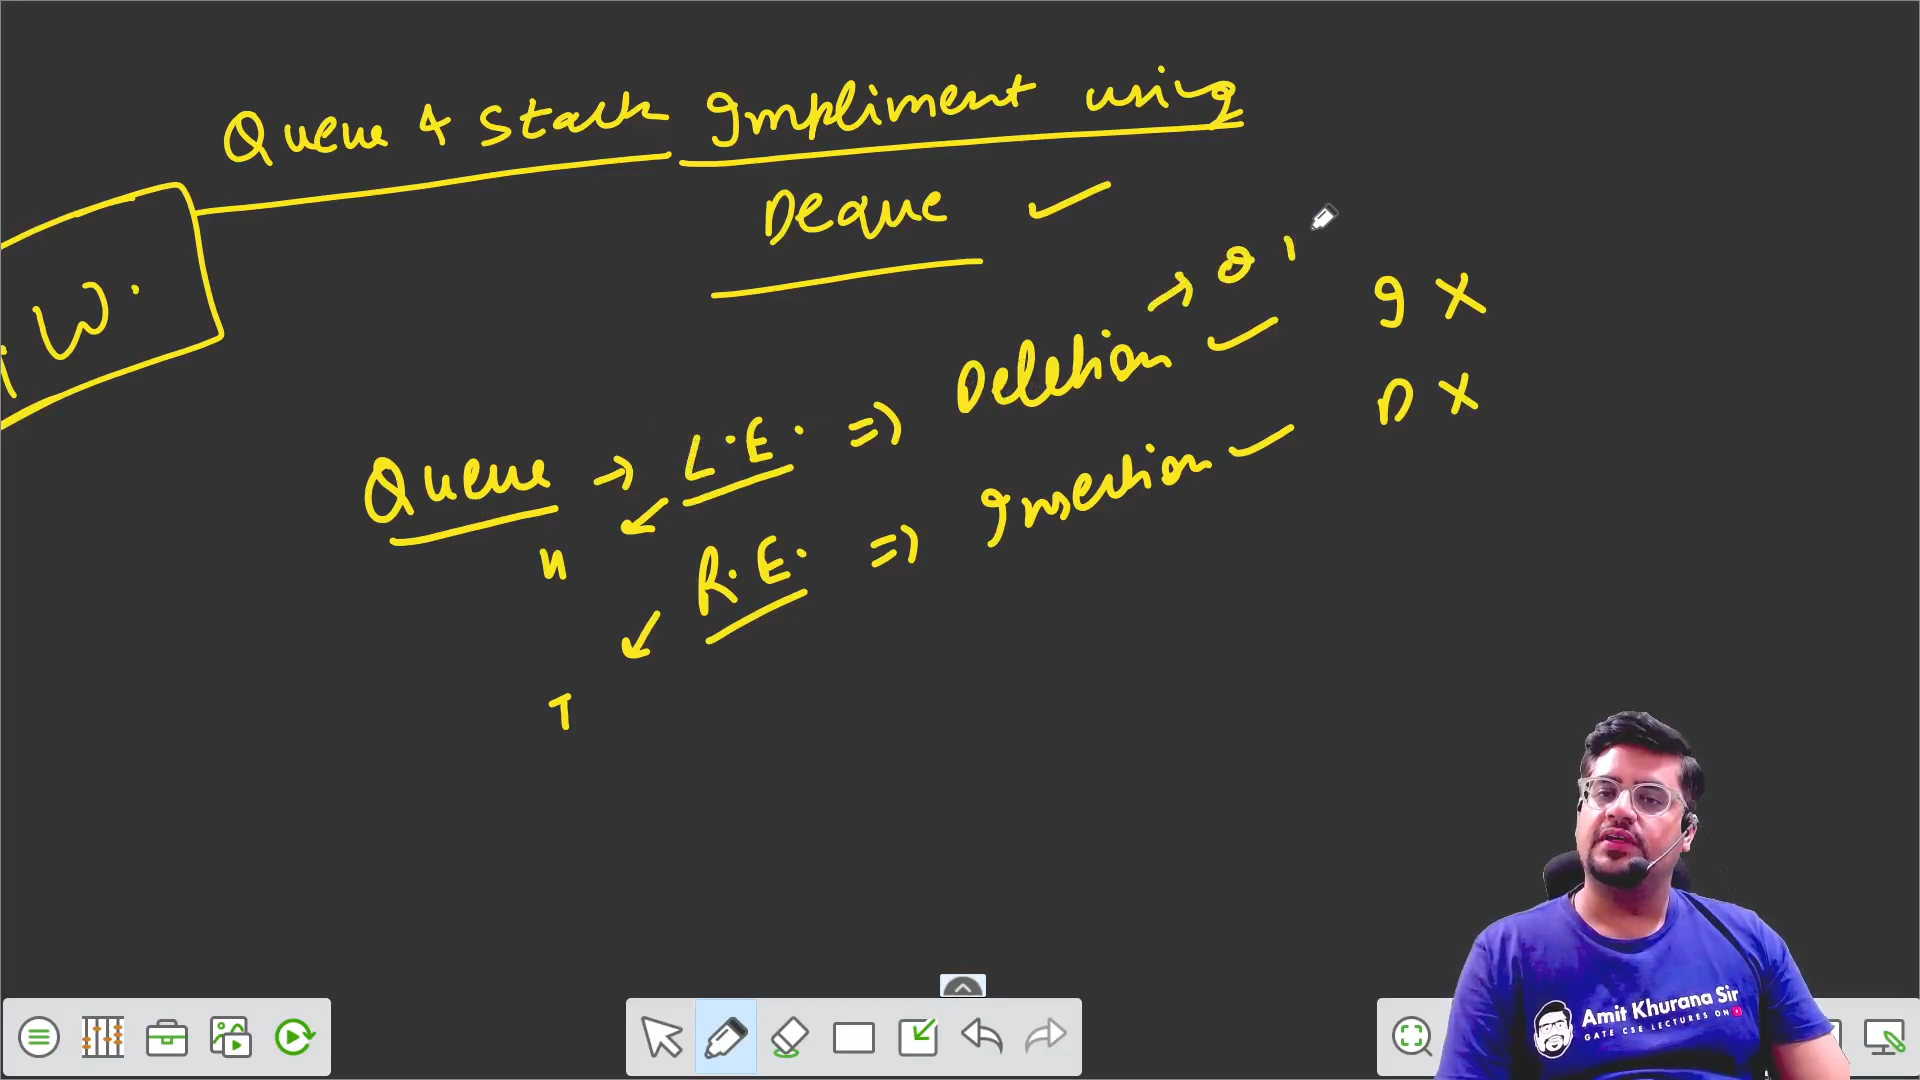 Queue & Stack Impliment using
Deque
W.
Deletion → O I X
Queue → L.E. ⇒
Insertion D X
H R.E. ⇒
T
Amit Khurana Sir
GATE CSE LECTURES ON